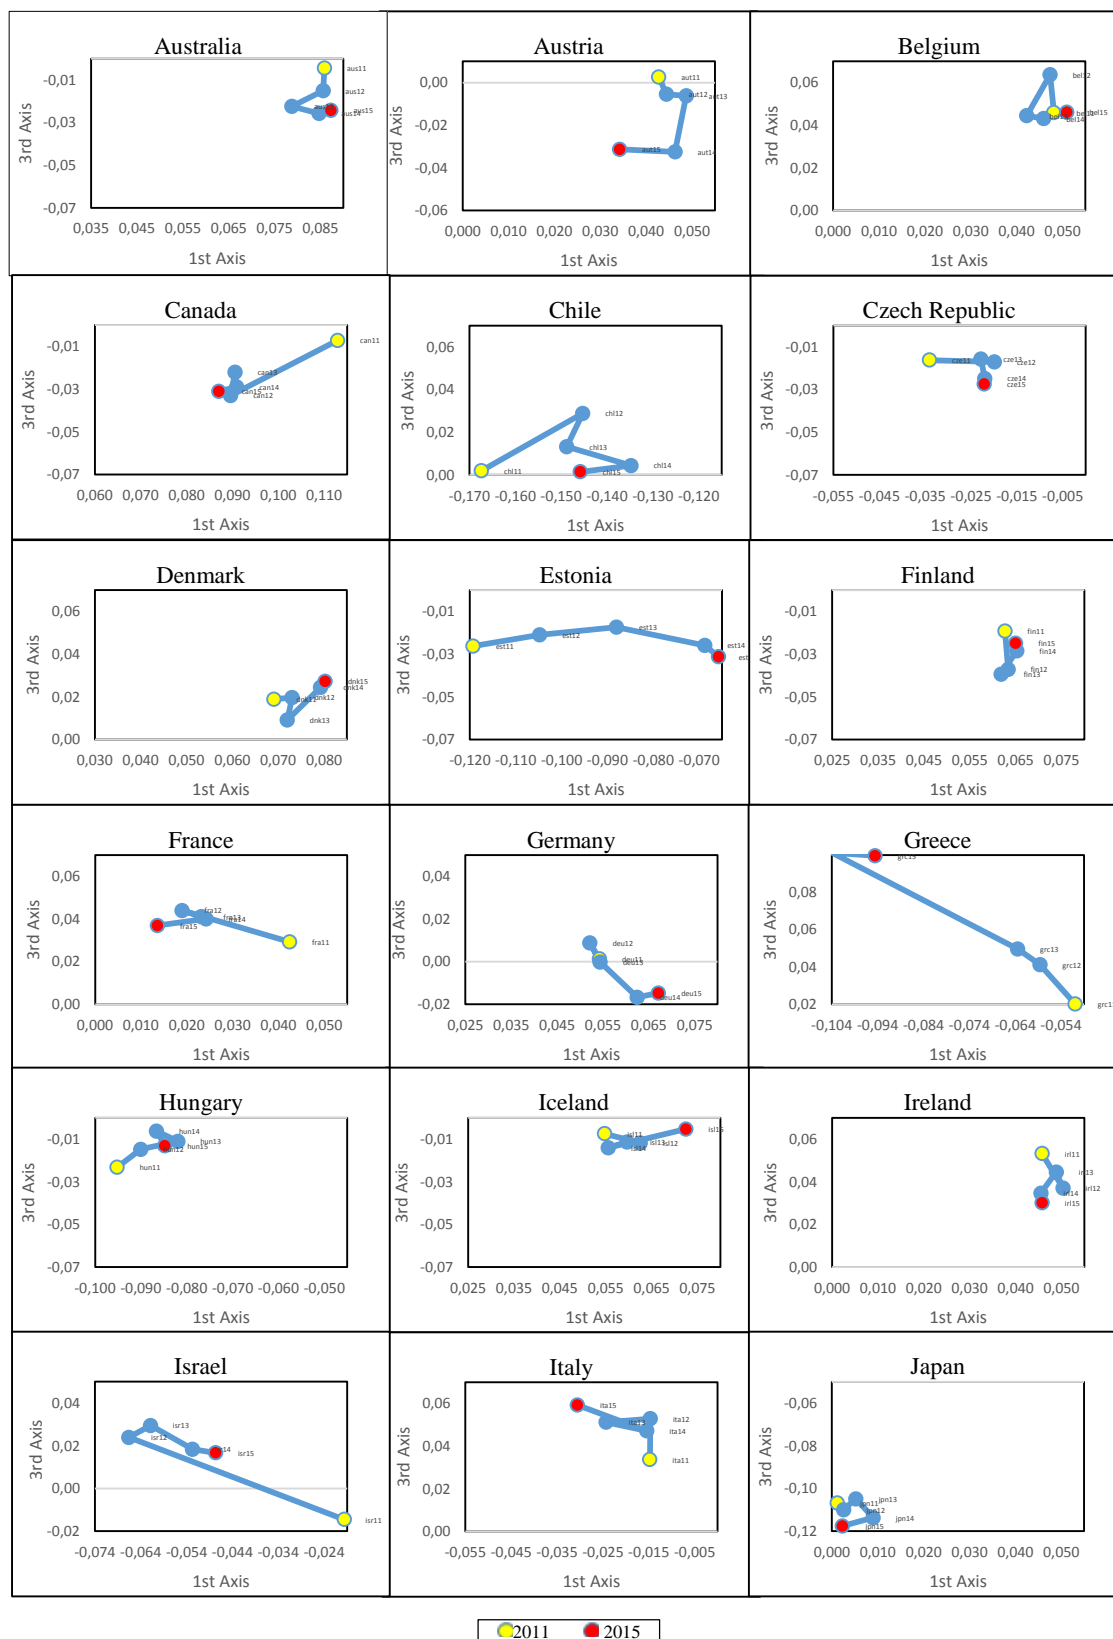 Australia
3rd Axis
-0,01
-0,03
-0,05
-0,07
aus11
aus12
aus15
aus14
0,035 0,045 0,055 0,065 0,075 0,085
1st Axis
Austria
3rd Axis
0,00
-0,02
-0,04
-0,06
aut11
aut12
aut13
aut15
aut14
0,000 0,010 0,020 0,030 0,040 0,050
1st Axis
Belgium
3rd Axis
0,06
0,04
0,02
0,00
bel12
bel11
bel15
bel14
0,000 0,010 0,020 0,030 0,040 0,050
1st Axis
Canada
3rd Axis
-0,01
-0,03
-0,05
-0,07
can11
can13
can14
can15
can12
0,060 0,070 0,080 0,090 0,100 0,110
1st Axis
Chile
3rd Axis
0,06
0,04
0,02
0,00
chl12
chl13
chl14
chl11
chl15
-0,170 -0,160 -0,150 -0,140 -0,130 -0,120
1st Axis
Czech Republic
3rd Axis
-0,01
-0,03
-0,05
-0,07
cze11
cze13
cze12
cze14
cze15
-0,055 -0,045 -0,035 -0,025 -0,015 -0,005
1st Axis
Denmark
3rd Axis
0,06
0,04
0,02
0,00
dnk15
dnk14
dnk11
dnk12
dnk13
0,030 0,040 0,050 0,060 0,070 0,080
1st Axis
Estonia
3rd Axis
-0,01
-0,03
-0,05
-0,07
est11
est12
est13
est14
est
-0,120 -0,110 -0,100 -0,090 -0,080 -0,070
1st Axis
Finland
3rd Axis
-0,01
-0,03
-0,05
-0,07
fin11
fin15
fin14
fin12
fin13
0,025 0,035 0,045 0,055 0,065 0,075
1st Axis
France
3rd Axis
0,06
0,04
0,02
0,00
fra12
fra13
fra14
fra15
fra11
0,000 0,010 0,020 0,030 0,040 0,050
1st Axis
Germany
3rd Axis
0,04
0,02
0,00
-0,02
deu12
deu11
deu13
deu15
deu14
0,025 0,035 0,045 0,055 0,065 0,075
1st Axis
Greece
3rd Axis
0,08
0,06
0,04
0,02
grc15
grc13
grc12
grc11
-0,104 -0,094 -0,084 -0,074 -0,064 -0,054
1st Axis
Hungary
3rd Axis
-0,01
-0,03
-0,05
-0,07
hun14
hun13
hun15
hun12
hun11
-0,100 -0,090 -0,080 -0,070 -0,060 -0,050
1st Axis
Iceland
3rd Axis
-0,01
-0,03
-0,05
-0,07
isl11
isl15
isl13
isl12
isl14
0,025 0,035 0,045 0,055 0,065 0,075
1st Axis
Ireland
3rd Axis
0,06
0,04
0,02
0,00
irl11
irl13
irl12
irl14
irl15
0,000 0,010 0,020 0,030 0,040 0,050
1st Axis
Israel
3rd Axis
0,04
0,02
0,00
-0,02
isr13
isr12
14
isr15
isr11
-0,074 -0,064 -0,054 -0,044 -0,034 -0,024
1st Axis
Italy
3rd Axis
0,06
0,04
0,02
0,00
ita15
ita13
ita12
ita14
ita11
-0,055 -0,045 -0,035 -0,025 -0,015 -0,005
1st Axis
Japan
3rd Axis
-0,06
-0,08
-0,10
-0,12
jpn13
jpn11
jpn12
jpn14
jpn15
0,000 0,010 0,020 0,030 0,040 0,050
1st Axis
2011 2015